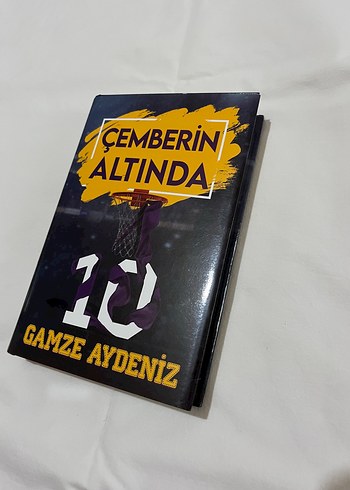 ÇEMBERİN
ALTINDA
10
GAMZE AYDENİZ